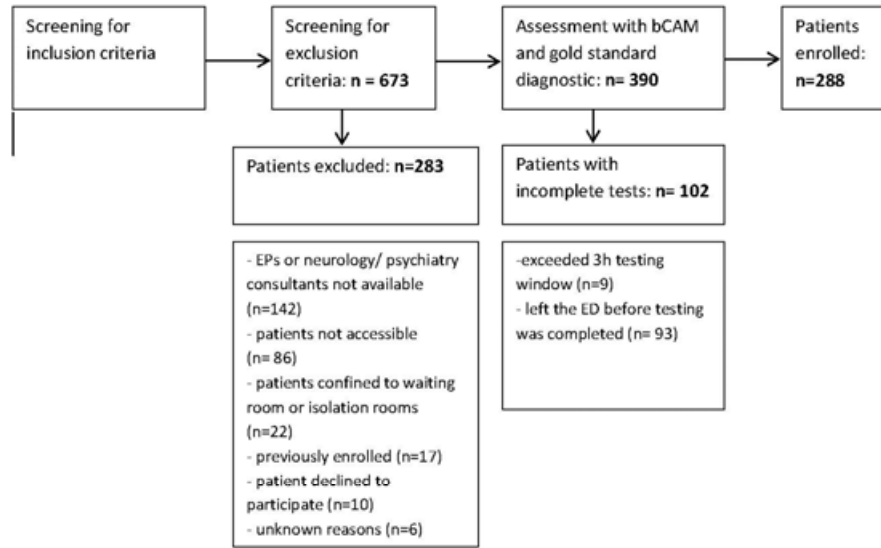 Screening for
inclusion criteria
Screening for
exclusion
criteria: n = 673
Assessment with bCAM
and gold standard
diagnostic: n= 390
Patients
enrolled:
n=288
Patients excluded: n=283
Patients with
incomplete tests: n= 102
- EPs or neurology/ psychiatry
consultants not available
(n=142)
- patients not accessible
(n= 86)
- patients confined to waiting
room or isolation rooms
(n=22)
- previously enrolled (n=17)
- patient declined to
participate (n=10)
- unknown reasons (n=6)
-exceeded 3h testing
window (n=9)
- left the ED before testing
was completed (n= 93)